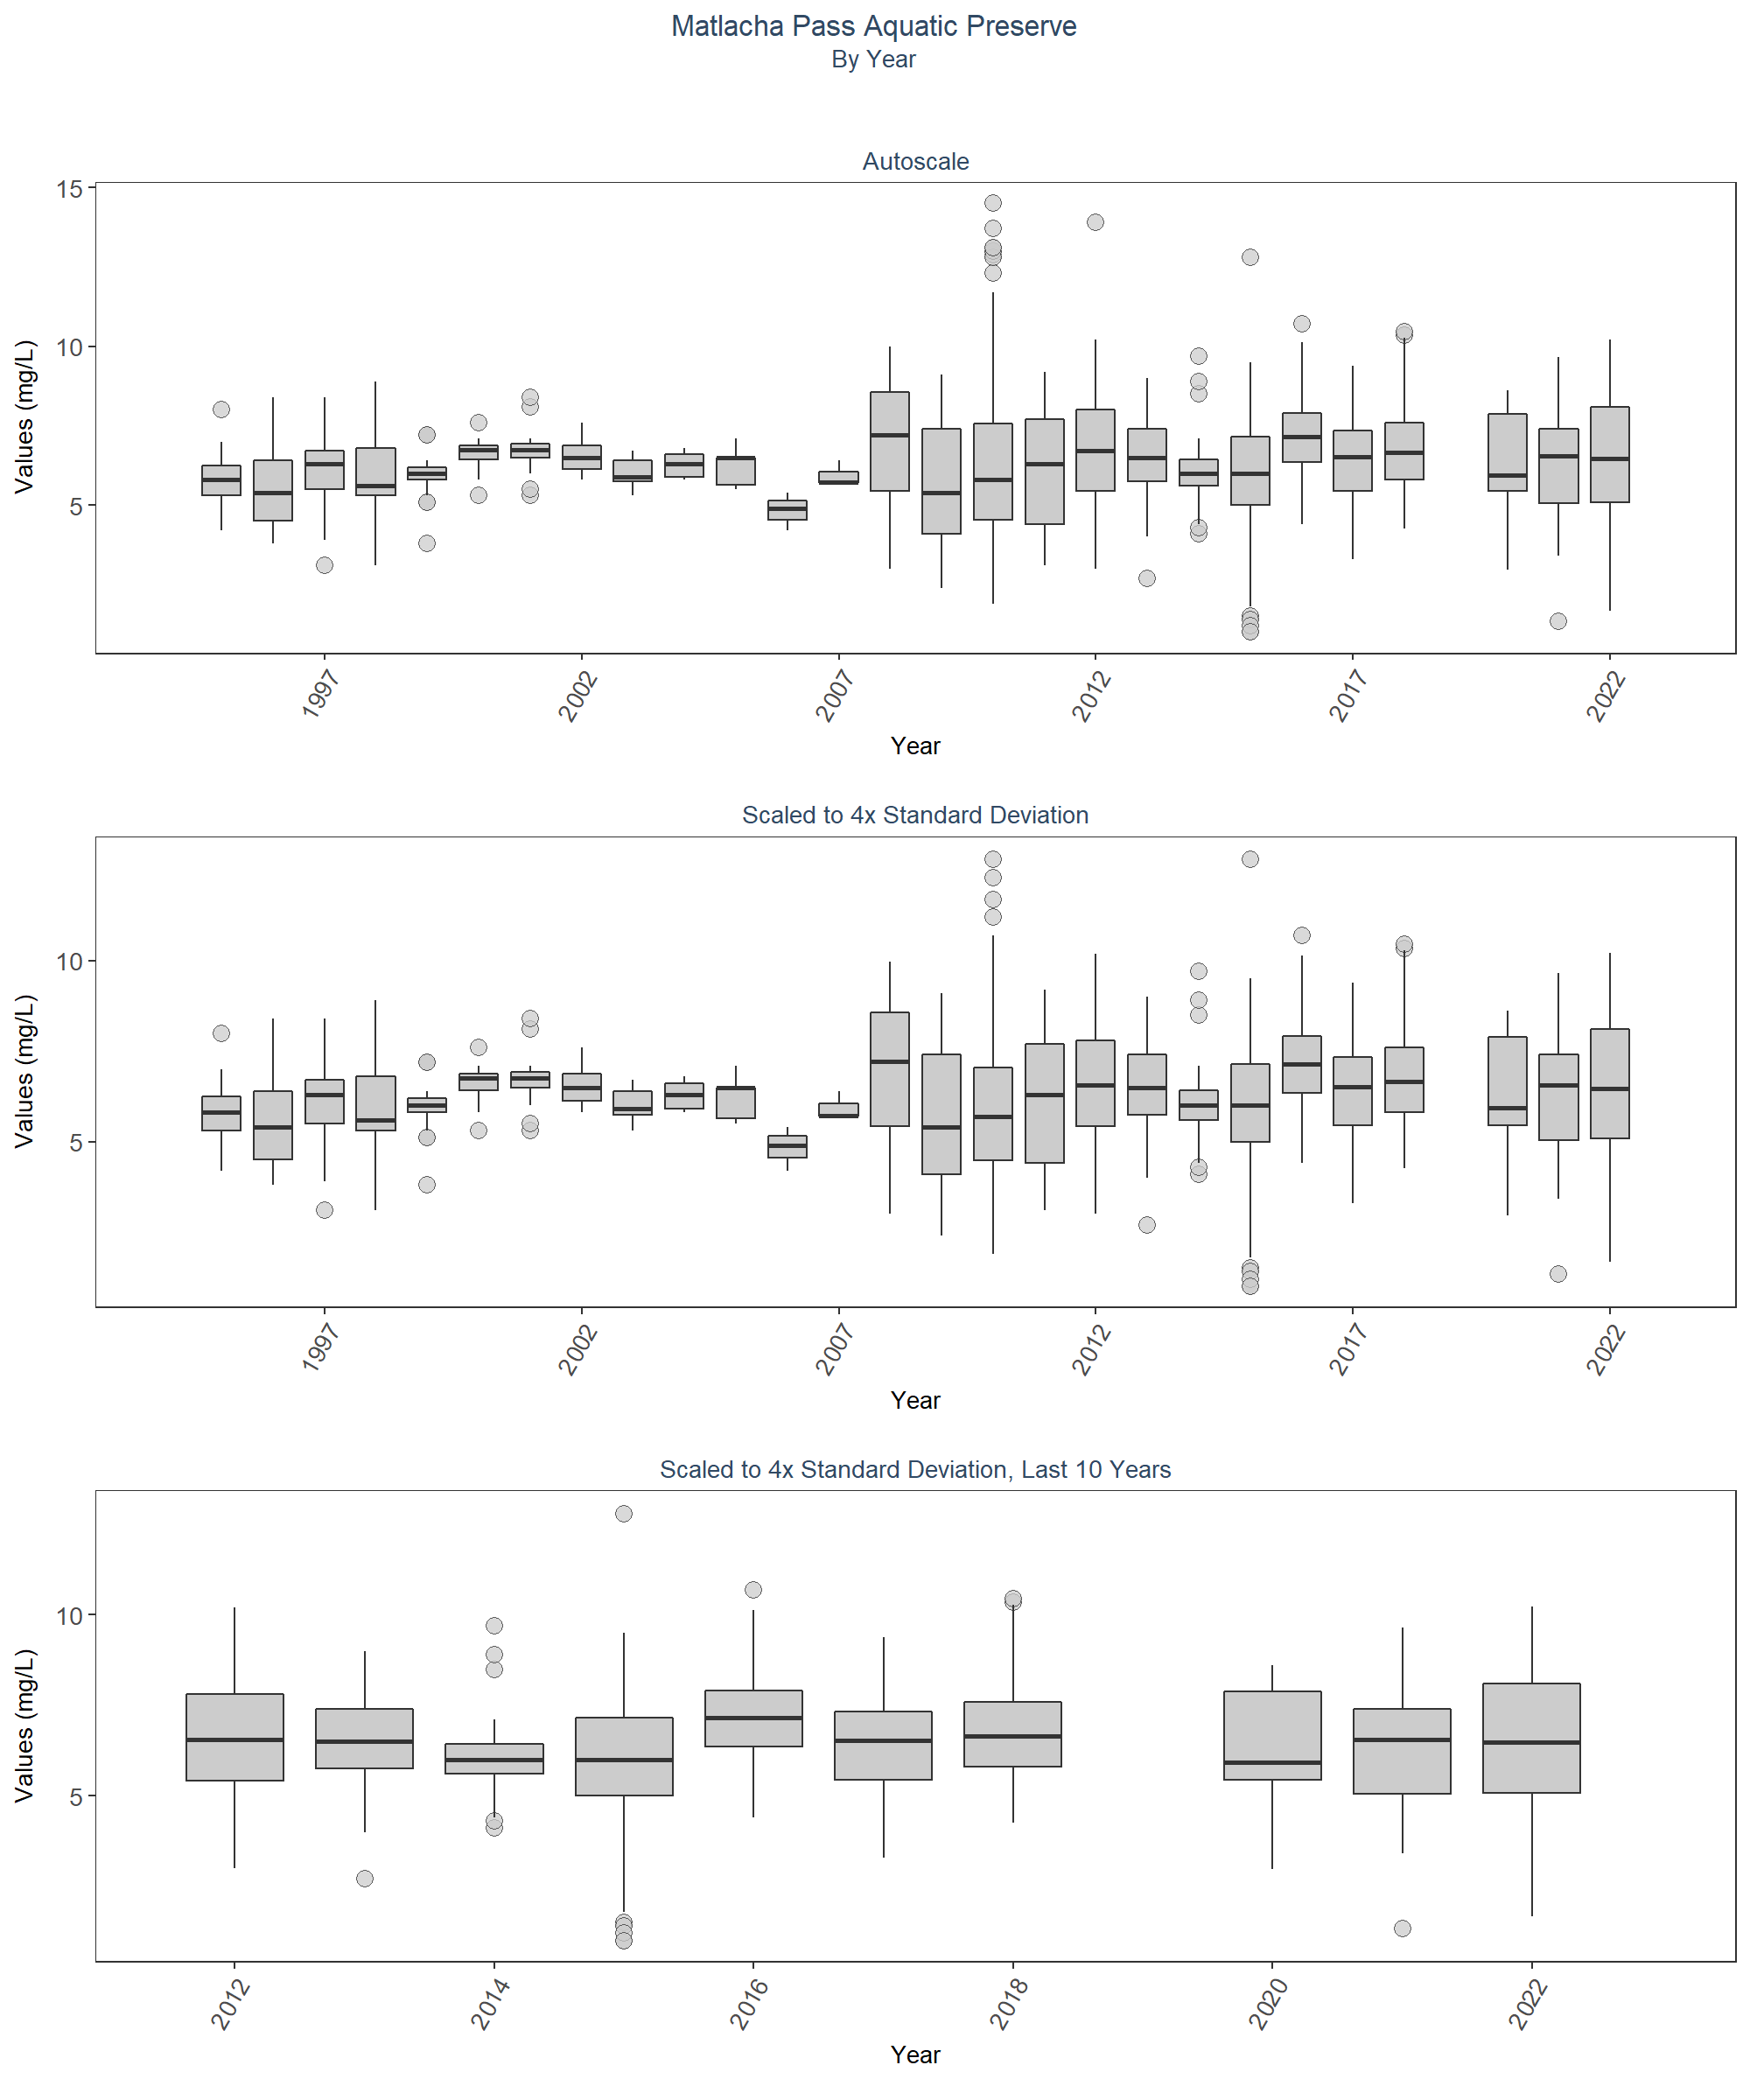 Matlacha Pass Aquatic Preserve
By Year
Autoscale
Values (mg/L)
15
10
5
1997
2002
2007
2012
2017
2022
Year
Scaled to 4x Standard Deviation
Values (mg/L)
10
5
1997
2002
2007
2012
2017
2022
Year
Scaled to 4x Standard Deviation, Last 10 Years
Values (mg/L)
10
5
2012
2014
2016
2018
2020
2022
Year